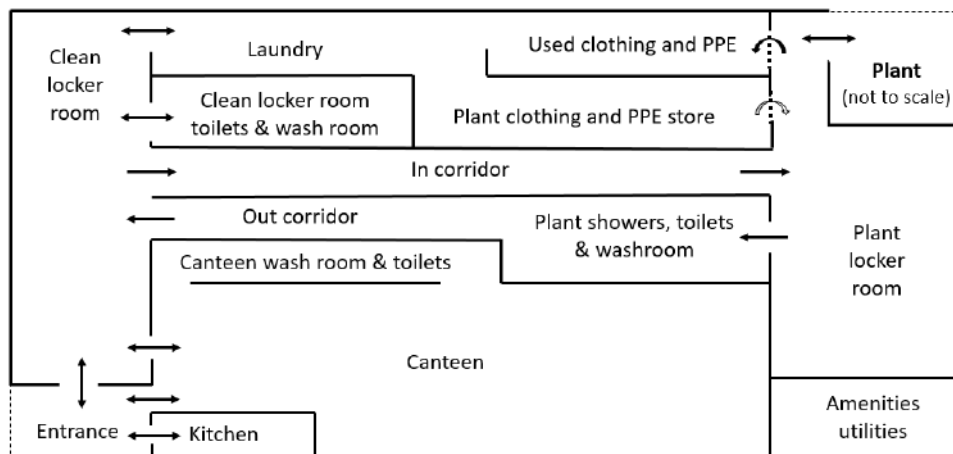 Clean
locker
room
Laundry
Used clothing and PPE
Plant
(not to scale)
Clean locker room
toilets & wash room
Plant clothing and PPE store
In corridor
Out corridor
Plant showers, toilets
& washroom
Plant
locker
room
Canteen wash room & toilets
Canteen
Entrance
Kitchen
Amenities
utilities